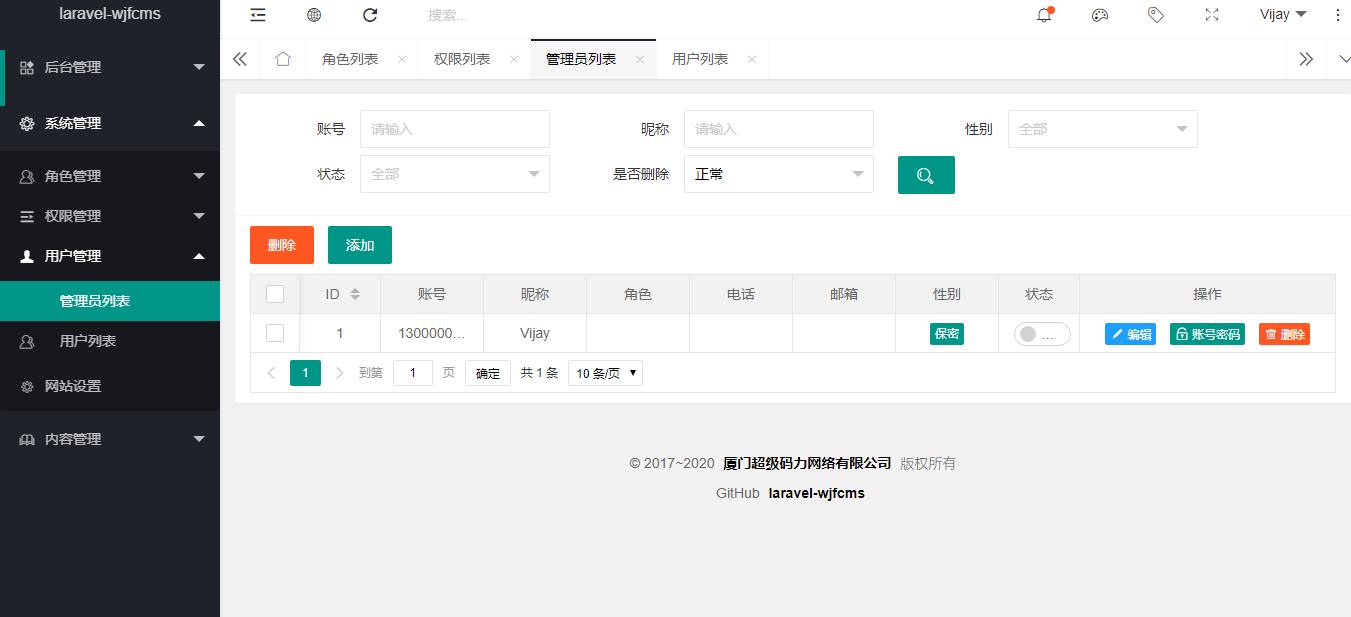 laravel-wjfcms
搜索...
Vijay
后台管理
系统管理
角色管理
权限管理
用户管理
管理员列表
用户列表
网站设置
内容管理
角色列表
权限列表
管理员列表
用户列表
账号 请输入 昵称 请输入 性别 全部
状态 全部 是否删除 正常
删除 添加
ID 账号 昵称 角色 电话 邮箱 性别 状态 操作
1 1300000... Vijay 保密 ... 编辑 账号密码 删除
1 到第 1 页 确定 共 1 条 10 条/页
© 2017~2020 厦门超级码力网络有限公司 版权所有
GitHub laravel-wjfcms